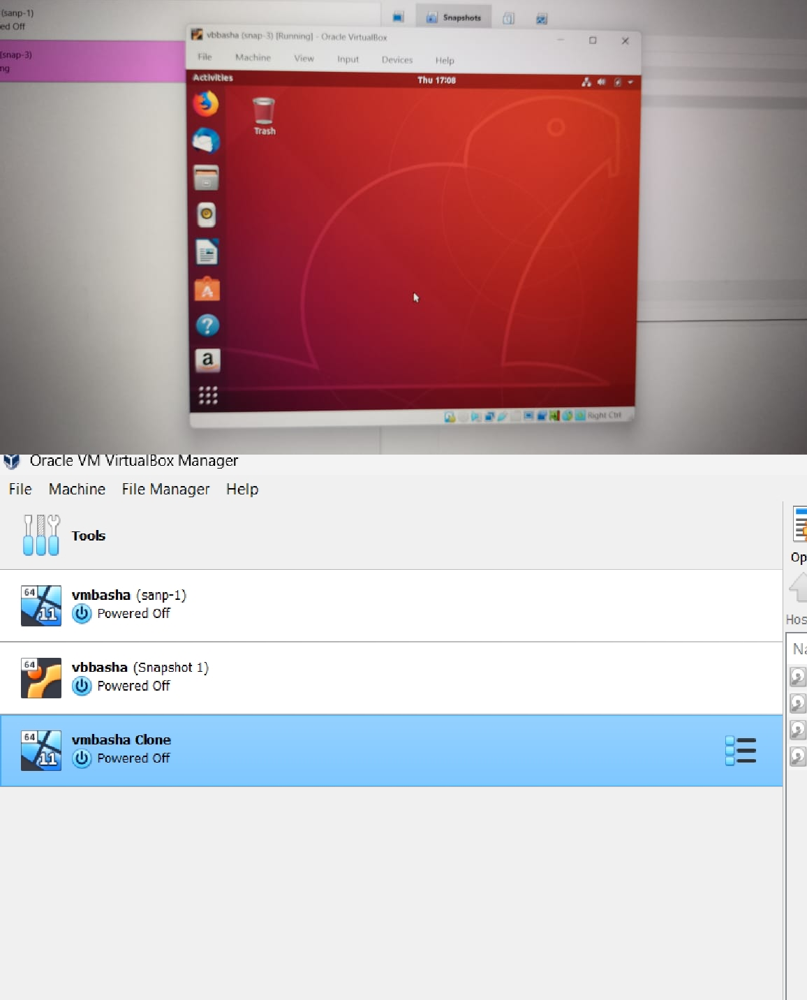 (sanp-1)
ed Off
(snap-3)
ng
Snapshots
vbbasha (snap-3) [Running] - Oracle VirtualBox
File Machine View Input Devices Help
Activities
Thu 17:08
Trash
a
Right Ctrl
Oracle VM VirtualBox Manager
File Machine File Manager Help
Tools
Op
64
11
vmbasha (sanp-1)
Powered Off
Hos
Na
64
vbbasha (Snapshot 1)
Powered Off
64
11
vmbasha Clone
Powered Off